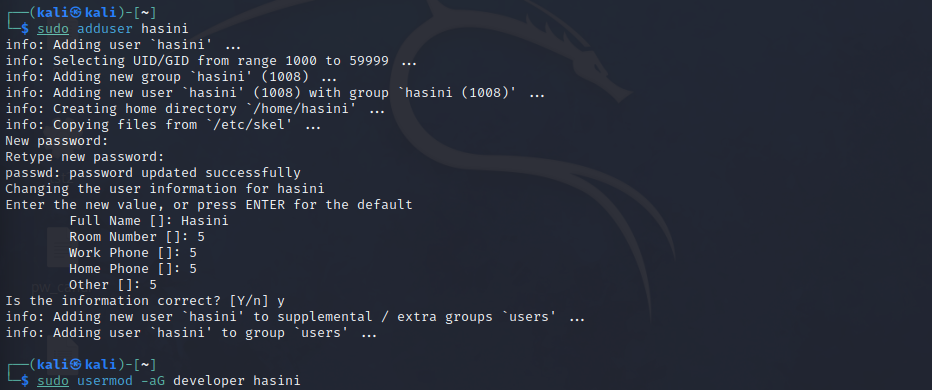 ┌──(kali㉿kali)-[~]
└─$ sudo adduser hasini
info: Adding user `hasini' ...
info: Selecting UID/GID from range 1000 to 59999 ...
info: Adding new group `hasini' (1008) ...
info: Adding new user `hasini' (1008) with group `hasini (1008)' ...
info: Creating home directory `/home/hasini' ...
info: Copying files from `/etc/skel' ...
New password:
Retype new password:
passwd: password updated successfully
Changing the user information for hasini
Enter the new value, or press ENTER for the default
Full Name []: Hasini
Room Number []: 5
Work Phone []: 5
Home Phone []: 5
Other []: 5
Is the information correct? [Y/n] y
info: Adding new user `hasini' to supplemental / extra groups `users' ...
info: Adding user `hasini' to group `users' ...
┌──(kali㉿kali)-[~]
└─$ sudo usermod -aG developer hasini